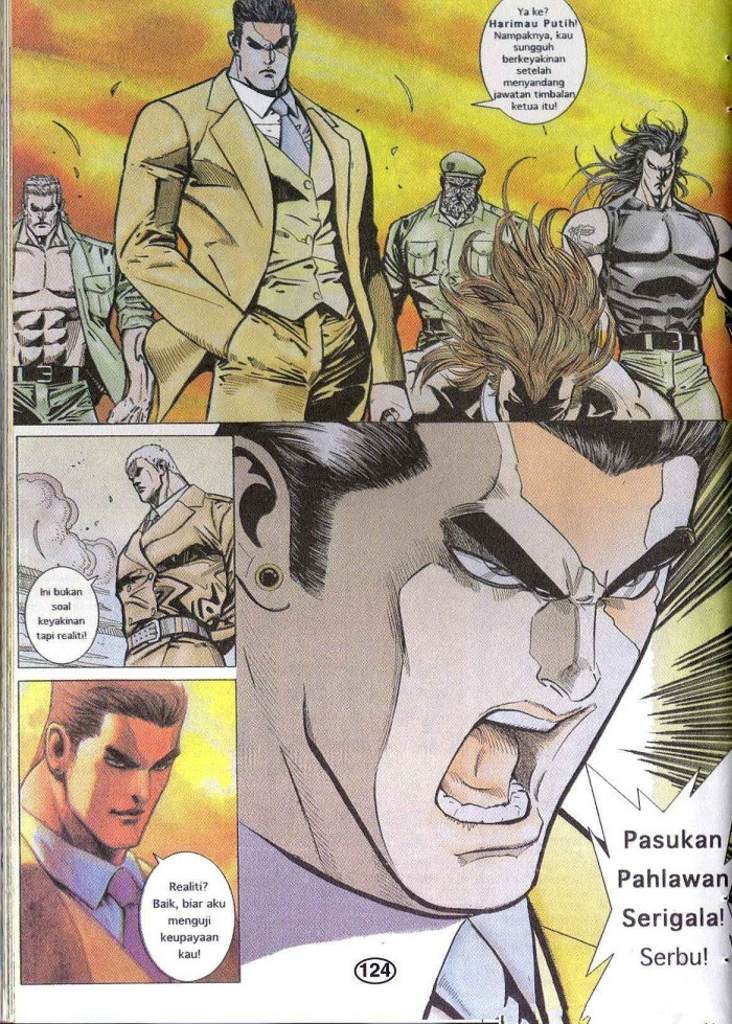 Ya ke?
Harimau Putih!
Nampaknya, kau
sungguh
berkeyakinan
setelah
menyandang
jawatan timbalan
ketua itu!
Ini bukan
soal
keyakinan
tapi realiti!
Realiti?
Baik, biar aku
menguji
keupayaan
kau!
Pasukan
Pahlawan
Serigala!
Serbu!
124